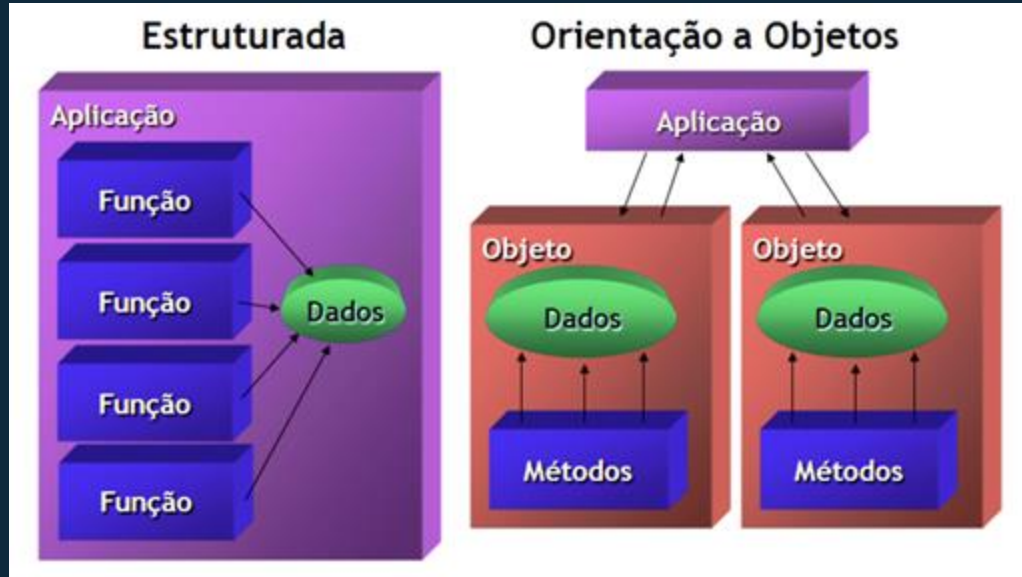 Estruturada
Aplicação
Função
Função
Dados
Função
Função
Orientação a Objetos
Aplicação
Objeto
Dados
Métodos
Objeto
Dados
Métodos